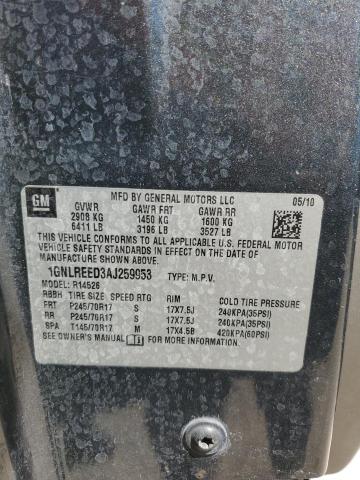 GM
MFD BY GENERAL MOTORS LLC 05/10
GVWR GAWR FRT GAWR RR
2908 KG 1450 KG 1600 KG
6411 LB 3196 LB 3527 LB
THIS VEHICLE CONFORMS TO ALL APPLICABLE U.S. FEDERAL MOTOR
VEHICLE SAFETY STANDARDS IN EFFECT ON THE DATE OF
MANUFACTURE SHOWN ABOVE.
1GNLREED3AJ259953 TYPE: M.P.V.
MODEL: R14526
RBBH TIRE SIZE SPEED RTG RIM COLD TIRE PRESSURE
FRT P245/70R17 S 17X7.5J 240KPA(35PSI)
RR P245/70R17 S 17X7.5J 240KPA(35PSI)
SPA T145/70R17 M 17X4.5B 420KPA(60PSI)
SEE OWNER'S MANUAL